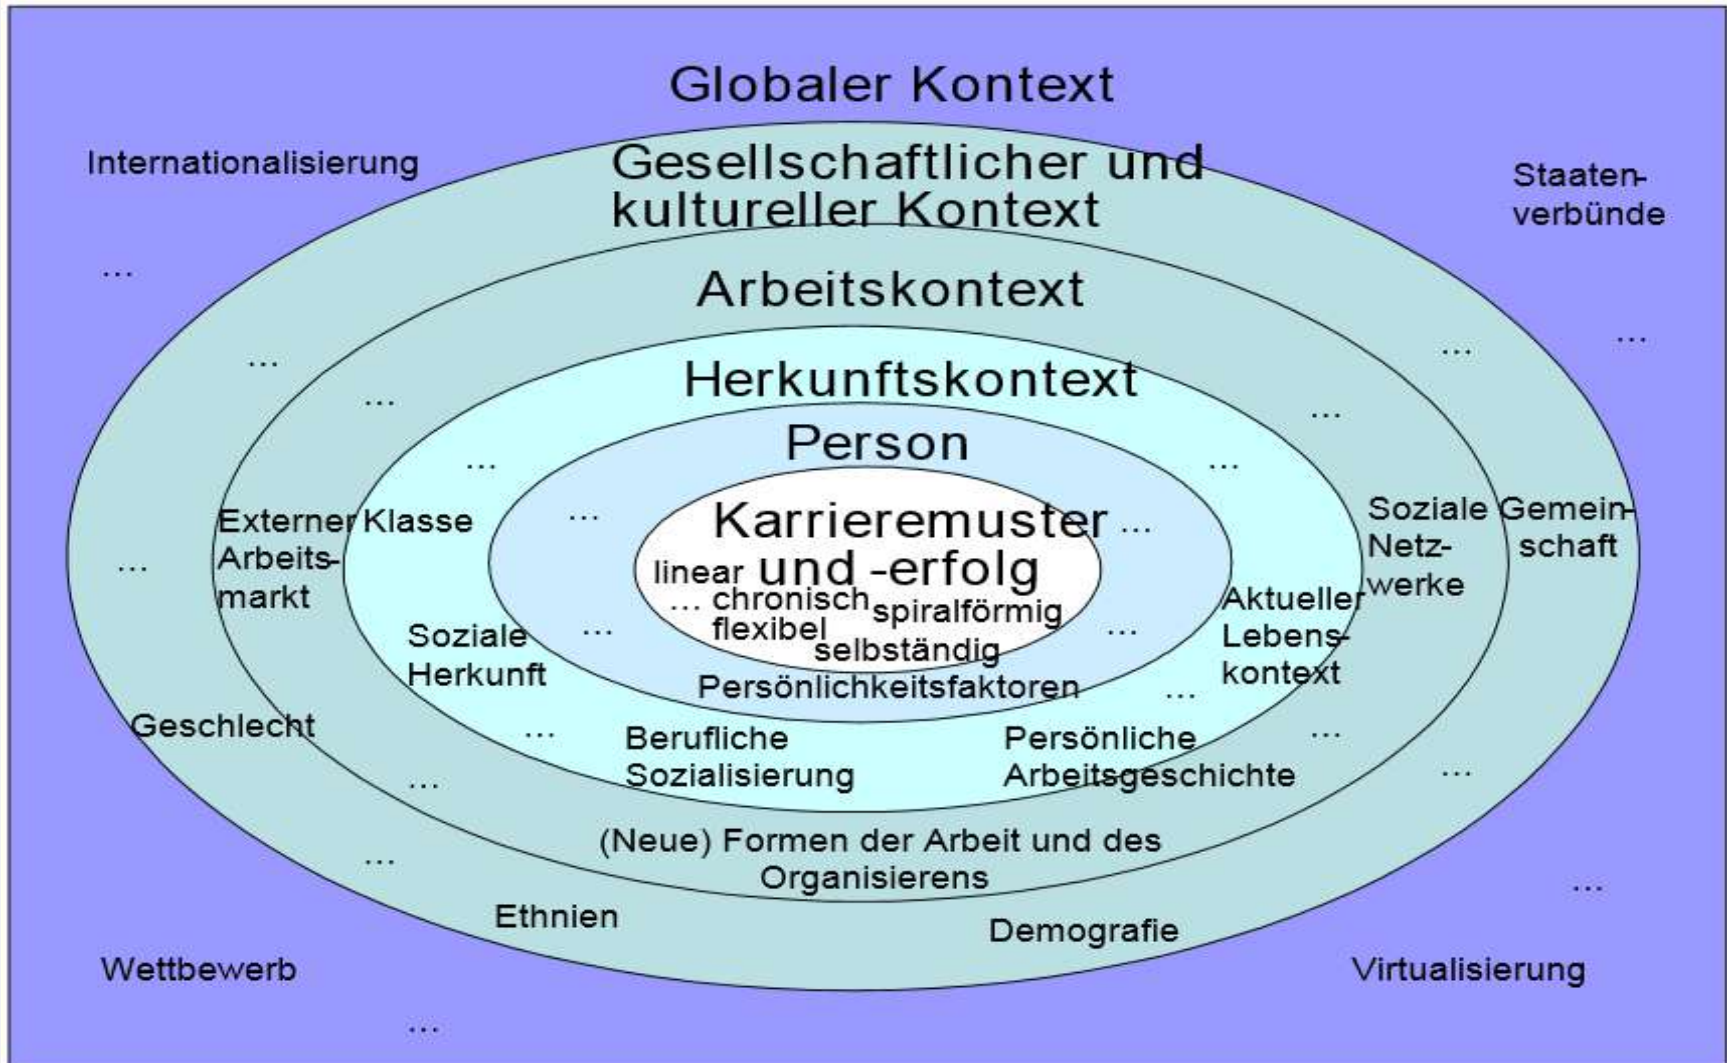 Globaler Kontext
Internationalisierung
Staaten-
verbünde
...
...
Gesellschaftlicher und
kultureller Kontext
...
...
...
Gemein-
schaft
Geschlecht
...
...
Ethnien
Demografie
Arbeitskontext
...
...
Externer
Arbeits-
markt
Soziale
Netz-
werke
...
...
(Neue) Formen der Arbeit und des
Organisierens
Herkunftskontext
...
...
Klasse
Soziale
Herkunft
Aktueller
Lebens-
kontext
...
...
Berufliche
Sozialisierung
Persönliche
Arbeitsgeschichte
Person
...
...
...
...
Persönlichkeitsfaktoren
Karrieremuster
und -erfolg
linear
... chronisch
spiralförmig
flexibel
selbständig
Wettbewerb
Virtualisierung
...
...